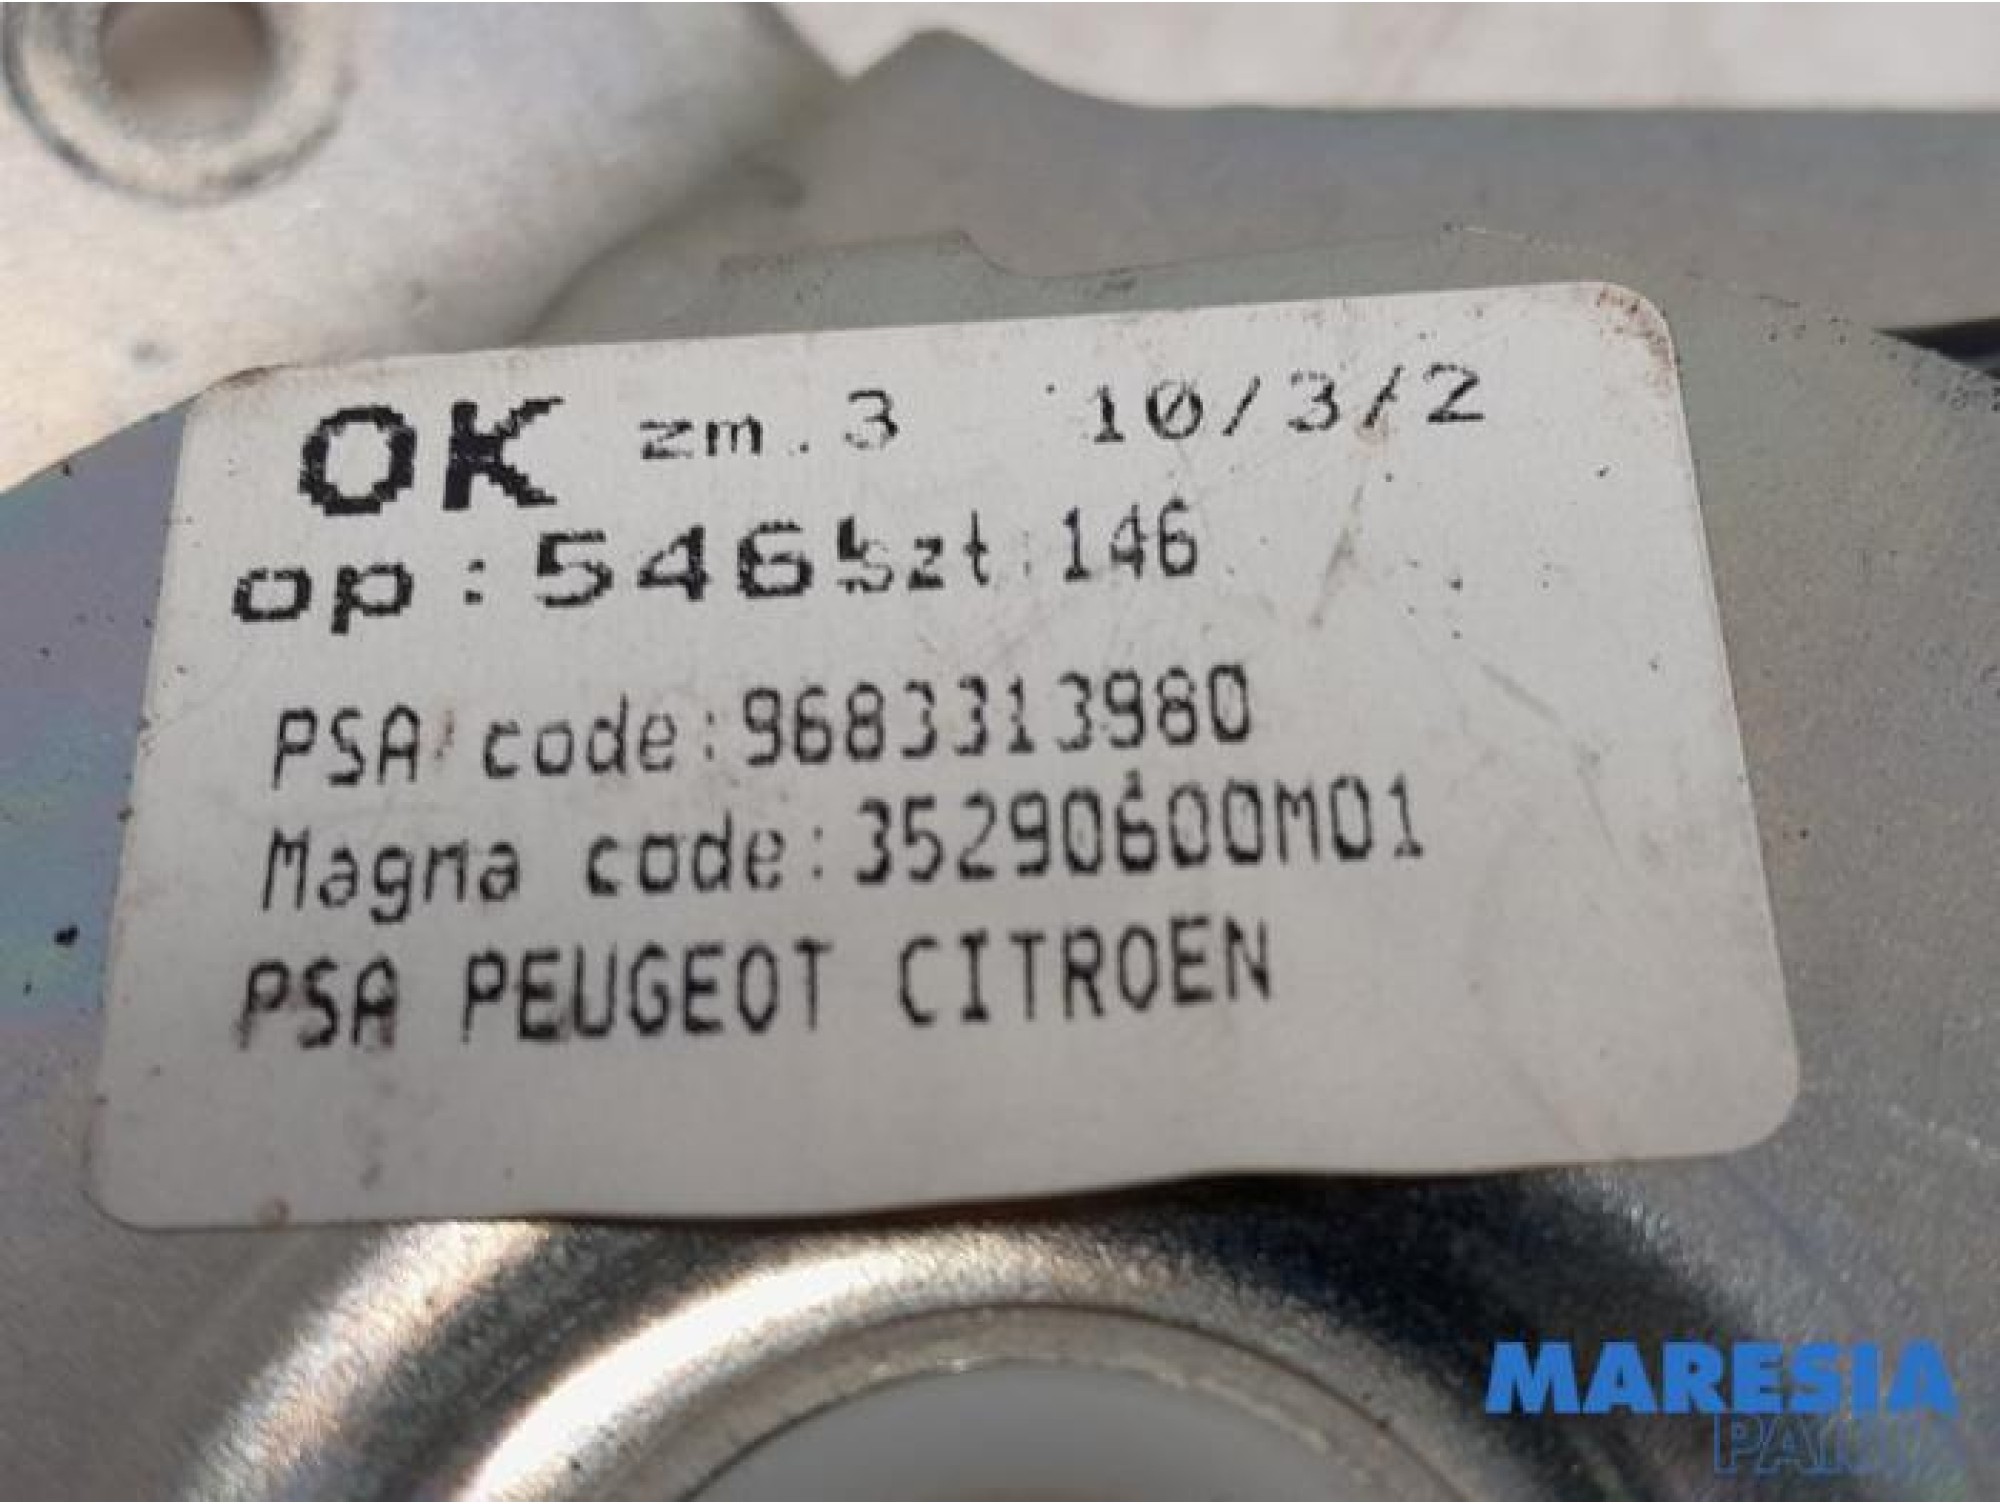 OK zm.3 10/3/2
op:546 szt.146
PSA code:9683313980
Magna code:35290600M01
PSA PEUGEOT CITROEN
MARESIA
PARTS